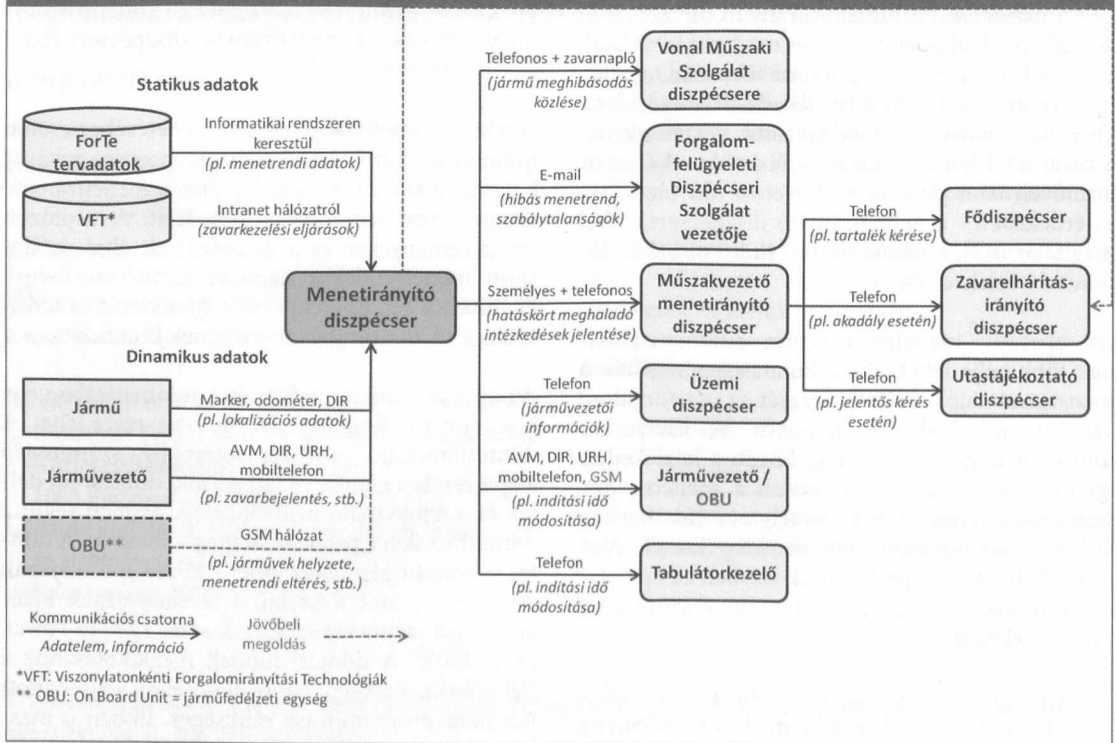 Statikus adatok
ForTe
tervadatok
Informatikai rendszeren
keresztül
(pl. menetrendi adatok)
VFT*
Intranet hálózatról
(zavarkezelési eljárások)
Menetirányító
diszpécser
Dinamikus adatok
Jármű
Marker, odométer, DIR
(pl. lokalizációs adatok)
Járművezető
AVM, DIR, URH,
mobiltelefon
(pl. zavarbejelentés, stb.)
OBU**
GSM hálózat
(pl. járművek helyzete,
menetrendi eltérés, stb.)
Telefonos + zavarnapló
(jármű meghibásodás
közlése)
Vonal Műszaki
Szolgálat
diszpécsere
E-mail
(hibás menetrend,
szabálytalanságok)
Forgalom-
felügyeleti
Diszpécseri
Szolgálat
vezetője
Személyes + telefonos
(hatáskört meghaladó
intézkedések jelentése)
Műszakvezető
menetirányító
diszpécser
Telefon
(járművezetői
információk)
Üzemi
diszpécser
AVM, DIR, URH,
mobiltelefon, GSM
(pl. indítási idő
módosítása)
Járművezető /
OBU
Telefon
(pl. indítási idő
módosítása)
Tabulátorkezelő
Telefon
(pl. tartalék kérése)
Fődiszpécser
Telefon
(pl. akadály esetén)
Zavarelhárítás-
irányító
diszpécser
Telefon
(pl. jelentős kérés
esetén)
Utastájékoztató
diszpécser
Kommunikációs csatorna
Adatelem, információ
Jövőbeli
megoldás
*VFT: Viszonylatonkénti Forgalomirányítási Technológiák
** OBU: On Board Unit = járműfedélzeti egység